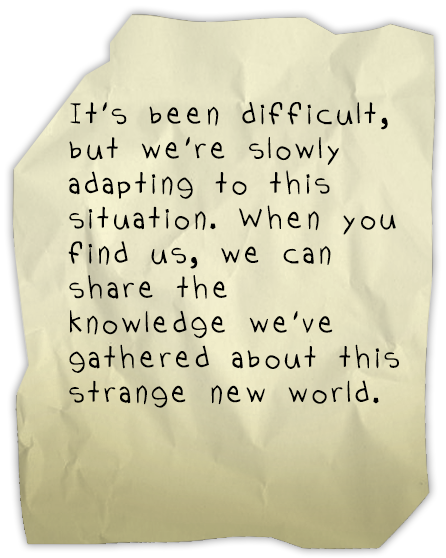 It's been difficult,
but we're slowly
adapting to this
situation. When you
find us, we can
share the
knowledge we've
gathered about this
strange new world.